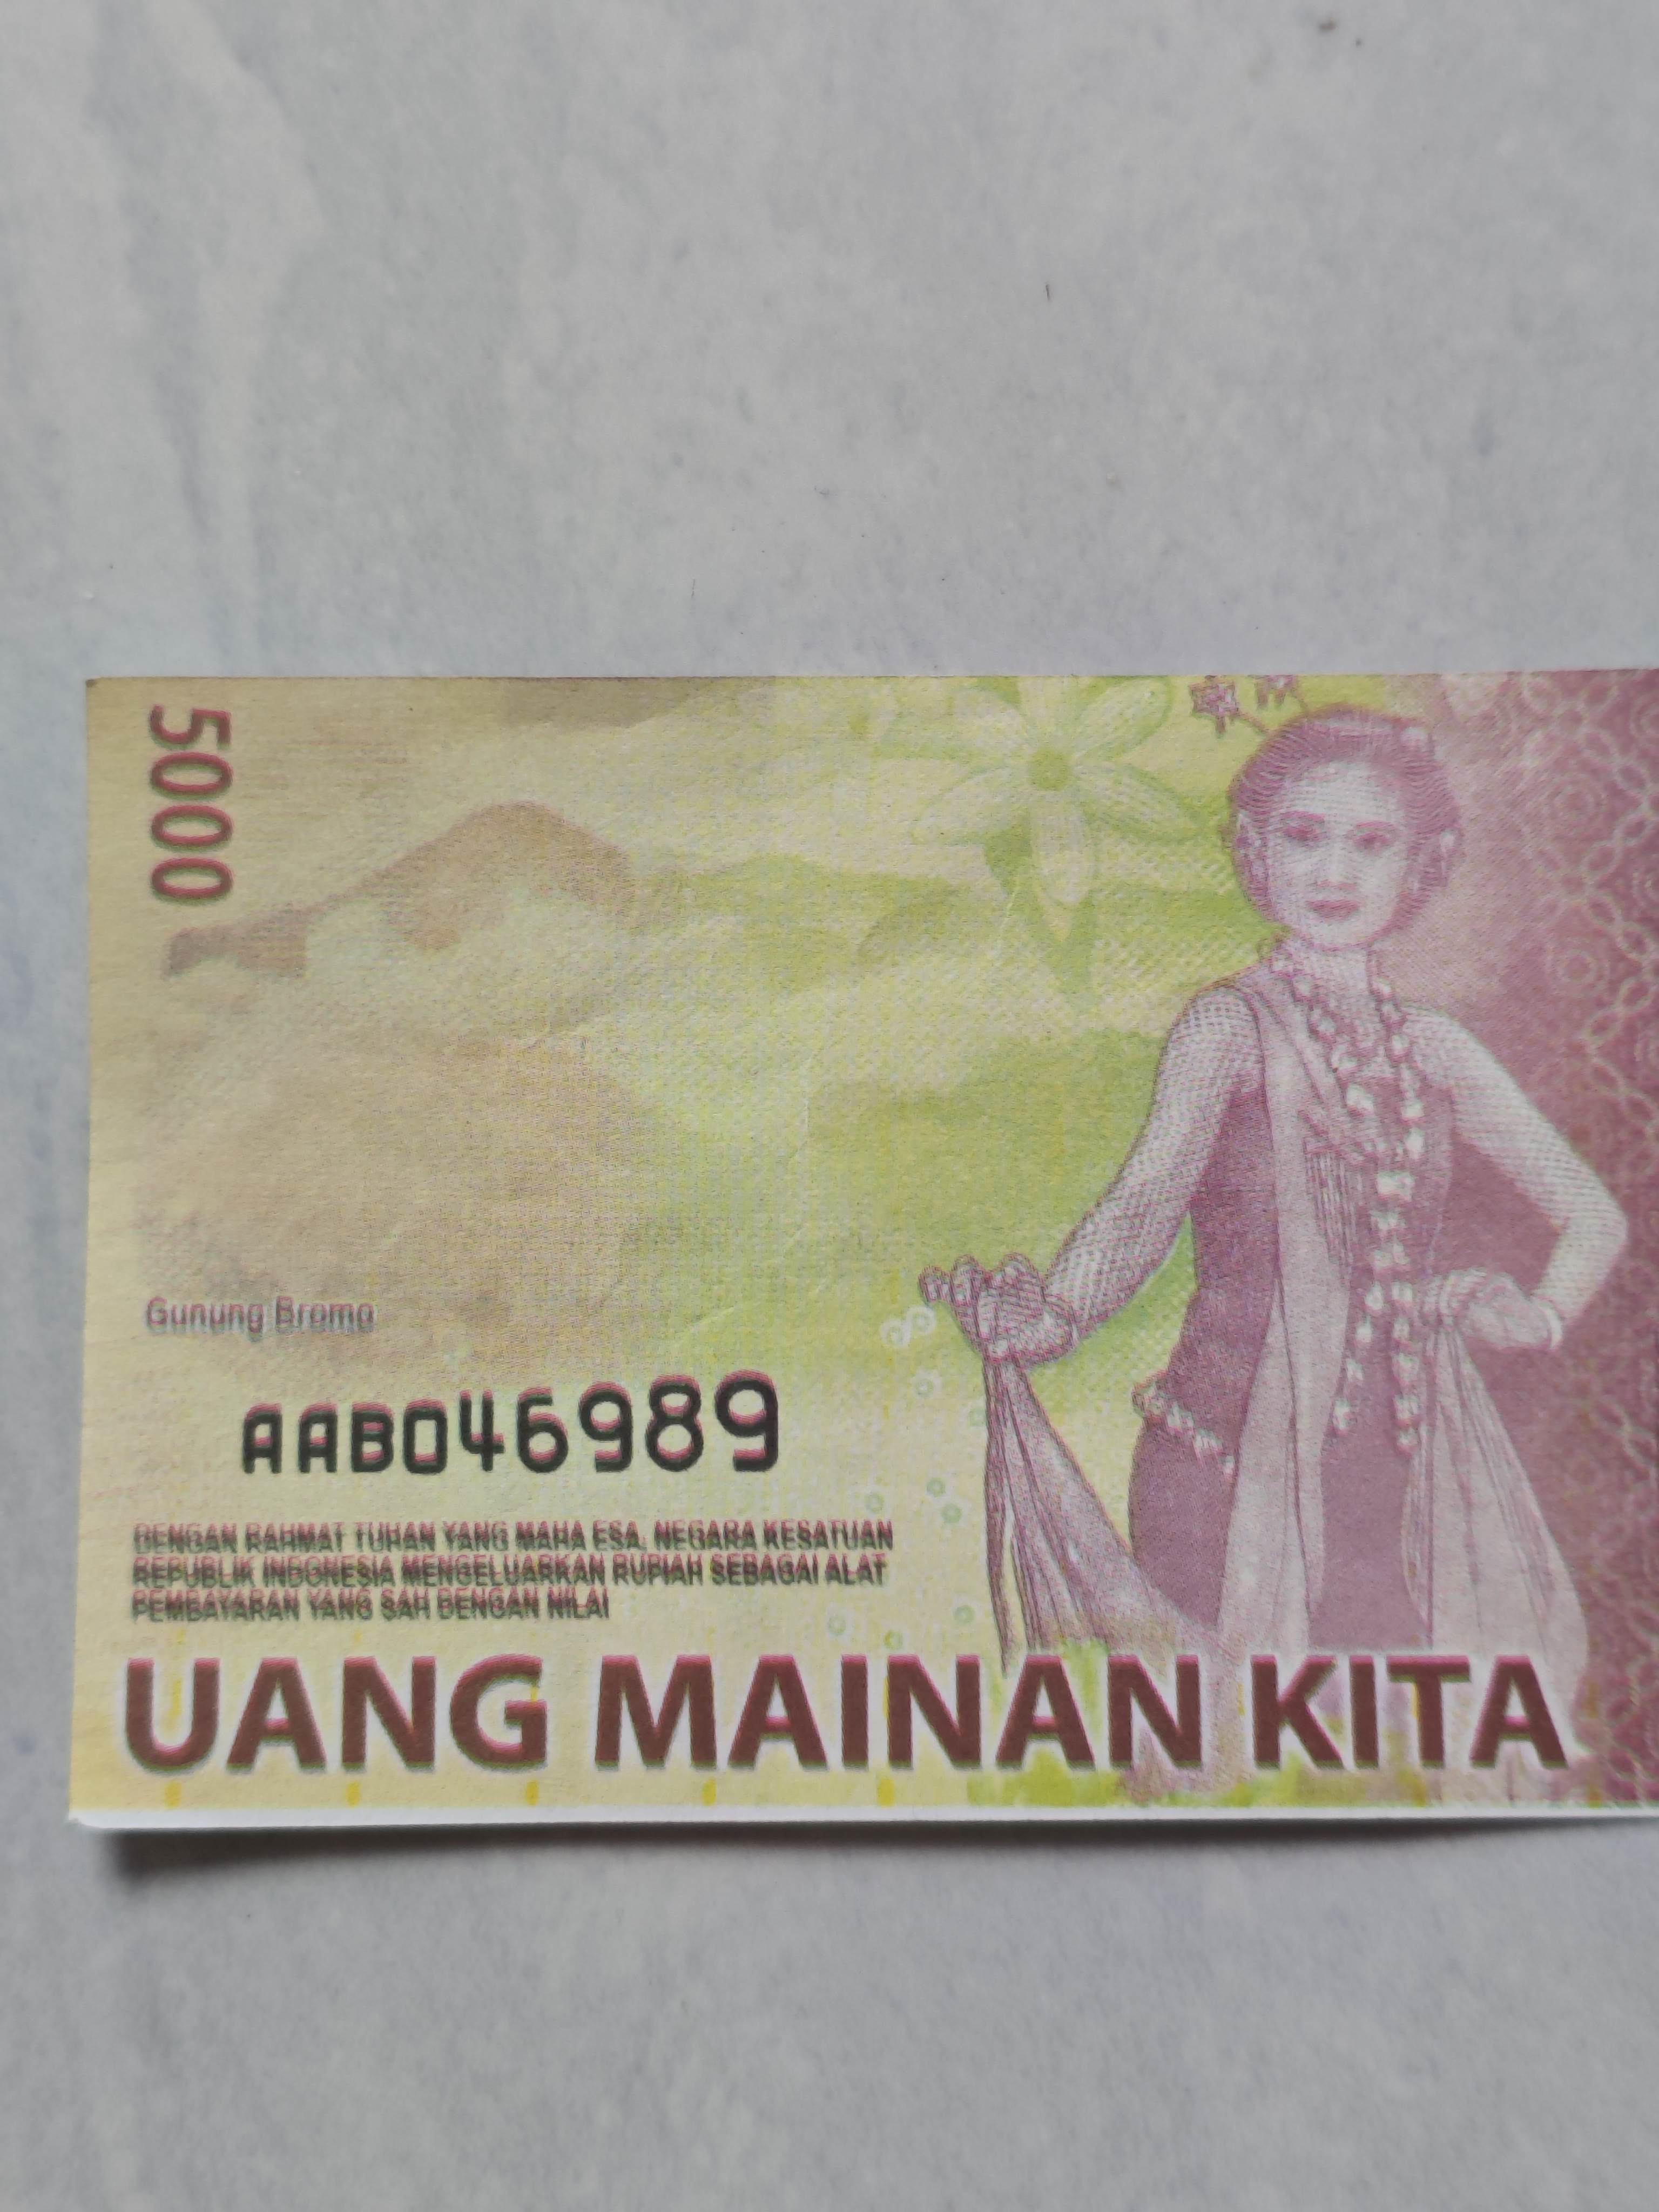 5000
Gunung Bromo
AAB046989
DENGAN RAHMAT TUHAN YANG MAHA ESA, NEGARA KESATUAN
REPUBLIK INDONESIA MENGELUARKAN RUPIAH SEBAGAI ALAT
PEMBAYARAN YANG SAH DENGAN NILAI
UANG MAINAN KITA